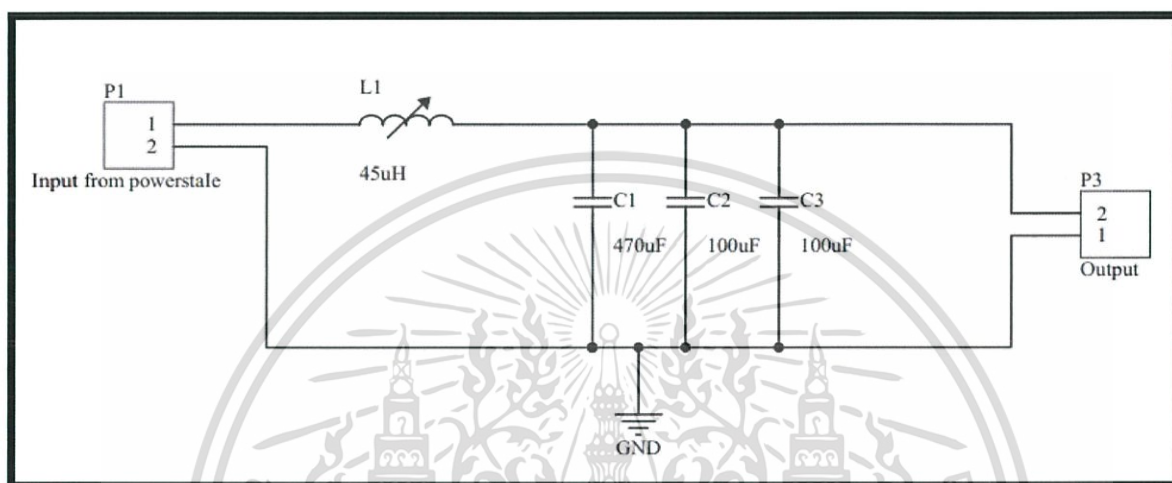 P1
1
2
Input from powerstale
L1
45uH
C1
470uF
C2
100uF
C3
100uF
GND
P3
2
1
Output